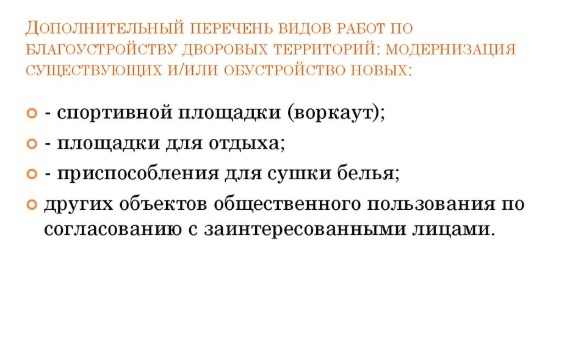 Дополнительный перечень видов работ по
благоустройству дворовых территорий: модернизация
существующих и/или обустройство новых:
- спортивной площадки (воркаут);
- площадки для отдыха;
- приспособления для сушки белья;
других объектов общественного пользования по
согласованию с заинтересованными лицами.